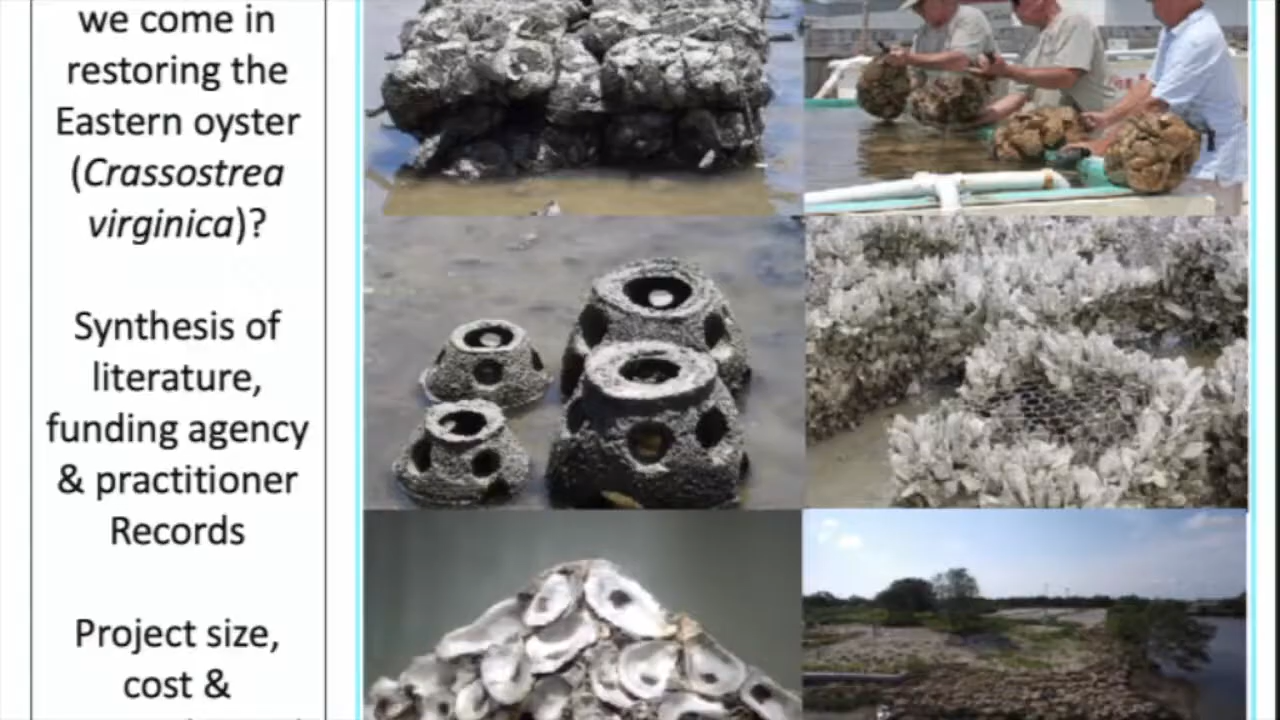 we come in
restoring the
Eastern oyster
(Crassostrea
virginica)?
Synthesis of
literature,
funding agency
& practitioner
Records
Project size,
cost &